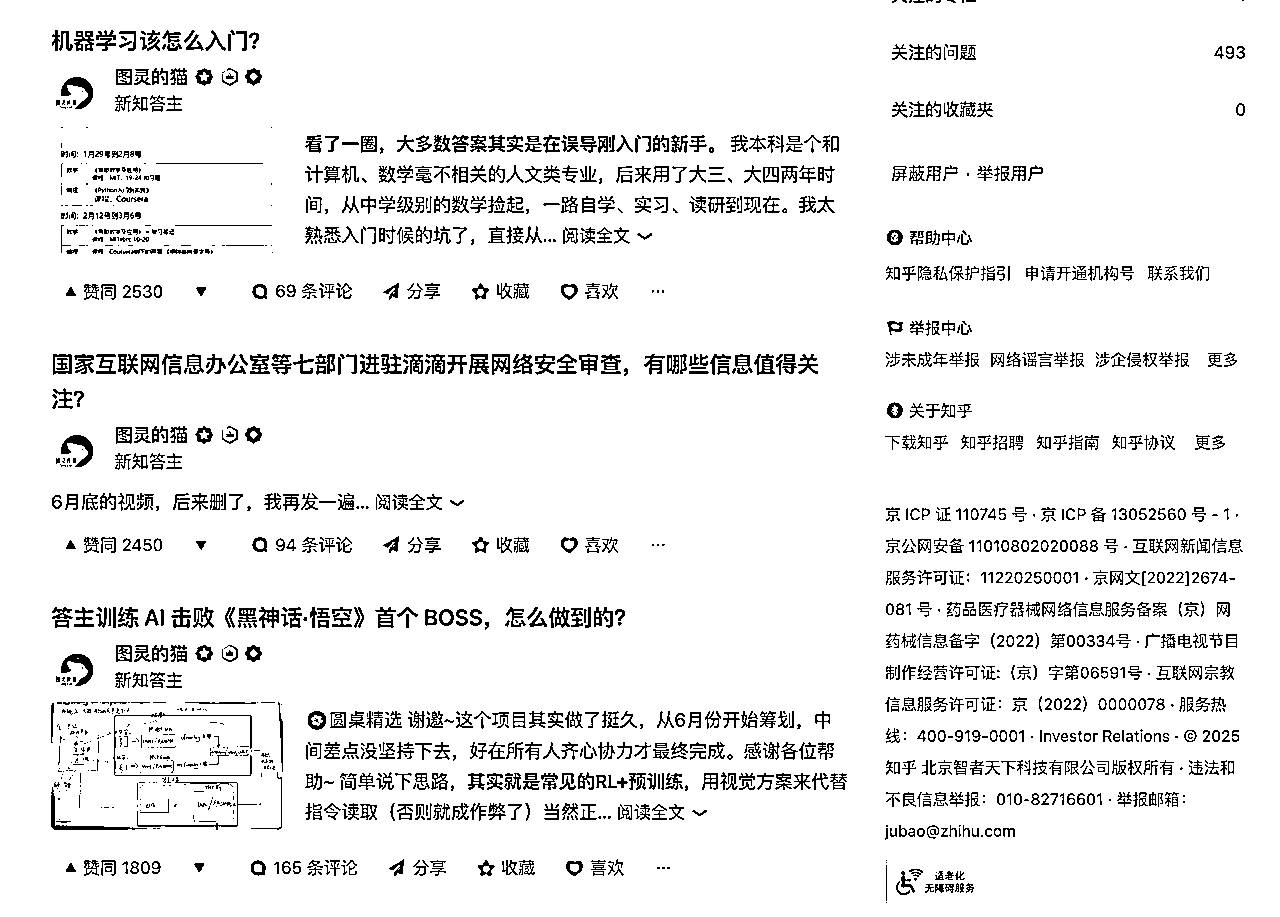 机器学习该怎么入门?
图灵的猫
新知答主
时间: 1月29号到2月8号
时间: 2月12号到3月6号
看了一圈，大多数答案其实是在误导刚入门的新手。 我本科是个和
计算机、数学毫不相关的人文类专业，后来用了大三、大四两年时
间，从中学级别的数学捡起，一路自学、实习、读研到现在。我太
熟悉入门时候的坑了，直接从... 阅读全文
▲ 赞同 2530 ▼ 69 条评论 分享 收藏 喜欢 ···
国家互联网信息办公室等七部门进驻滴滴开展网络安全审查，有哪些信息值得关
注?
图灵的猫
新知答主
6月底的视频，后来删了，我再发一遍... 阅读全文
▲ 赞同 2450 ▼ 94 条评论 分享 收藏 喜欢 ···
答主训练 AI 击败《黑神话·悟空》首个 BOSS，怎么做到的?
图灵的猫
新知答主
圆桌精选 谢邀~这个项目其实做了挺久，从6月份开始筹划，中
间差点没坚持下去，好在所有人齐心协力才最终完成。感谢各位帮
助~ 简单说下思路，其实就是常见的RL+预训练，用视觉方案来代替
指令读取（否则就成作弊了）当然正... 阅读全文
▲ 赞同 1809 ▼ 165 条评论 分享 收藏 喜欢 ···
关注的问题 493
关注的收藏夹 0
屏蔽用户 · 举报用户
帮助中心
知乎隐私保护指引 申请开通机构号 联系我们
举报中心
涉未成年举报 网络谣言举报 涉企侵权举报 更多
关于知乎
下载知乎 知乎招聘 知乎指南 知乎协议 更多
京 ICP 证 110745 号 · 京 ICP 备 13052560 号 - 1 ·
京公网安备 11010802020088 号 · 互联网新闻信息
服务许可证：11220250001 · 京网文[2022]2674-
081 号 · 药品医疗器械网络信息服务备案（京）网
药械信息备字（2022）第00334号 · 广播电视节目
制作经营许可证:（京）字第06591号 · 互联网宗教
信息服务许可证：京（2022）0000078 · 服务热
线：400-919-0001 · Investor Relations · © 2025
知乎 北京智者天下科技有限公司版权所有 · 违法和
不良信息举报：010-82716601 · 举报邮箱：
jubao@zhihu.com
适老化
无障碍服务